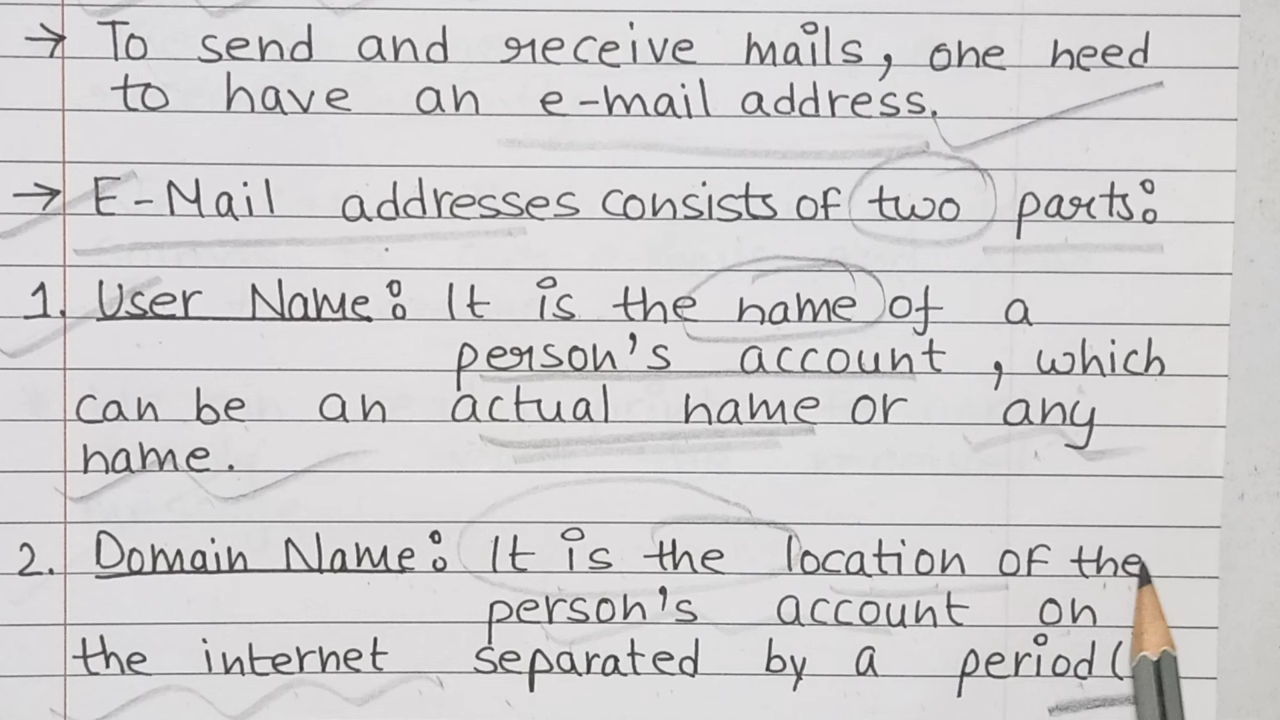 → To send and receive mails, one need
to have an e-mail address.
→ E-Mail addresses consists of two parts:
1. User Name: It is the name of a
person's account, which
can be an actual name or any
name.
2. Domain Name: It is the location of the
person's account on
the internet separated by a period(